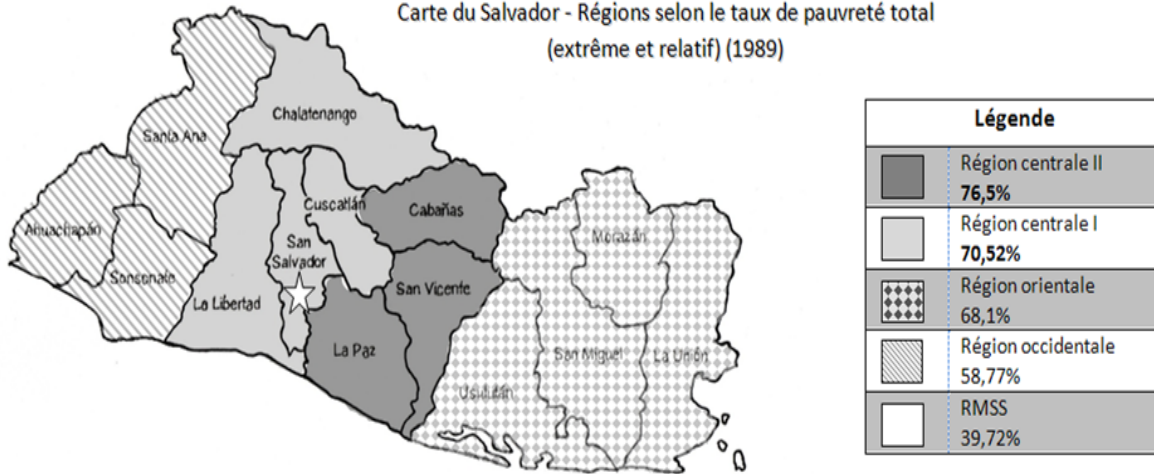 Carte du Salvador - Régions selon le taux de pauvreté total
(extrême et relatif) (1989)
Chalatenango
Santa Ana
Cuscatlán
Cabañas
Ahuachapán
Morazán
San
Salvador
Sonsonate
San Vicente
La Libertad
La Paz
San Miguel
La Unión
Usulután
Légende
Région centrale II
76,5%
Région centrale I
70,52%
Région orientale
68,1%
Région occidentale
58,77%
RMSS
39,72%